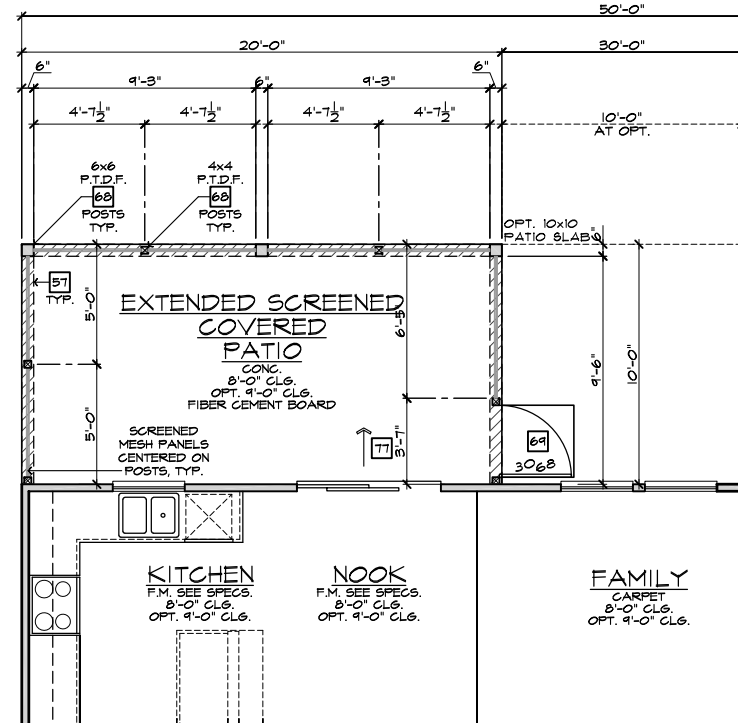 50'-0"
20'-0"
30'-0"
6"
9'-3"
6"
9'-3"
6"
4'-7½"
4'-7½"
4'-7½"
4'-7½"
10'-0"
AT OPT.
6x6
P.T.D.F.
68
POSTS
TYP.
4x4
P.T.D.F.
68
POSTS
TYP.
OPT. 10x10
PATIO SLAB
6"
57
TYP.
5'-0"
EXTENDED SCREENED
COVERED
PATIO
CONC.
8'-0" CLG.
OPT. 9'-0" CLG.
FIBER CEMENT BOARD
6'-5
9'-6"
10'-0"
5'-0"
SCREENED
MESH PANELS
CENTERED ON
POSTS, TYP.
77
3'-7"
69
3068
KITCHEN
F.M. SEE SPECS.
8'-0" CLG.
OPT. 9'-0" CLG.
NOOK
F.M. SEE SPECS.
8'-0" CLG.
OPT. 9'-0" CLG.
FAMILY
CARPET
8'-0" CLG.
OPT. 9'-0" CLG.